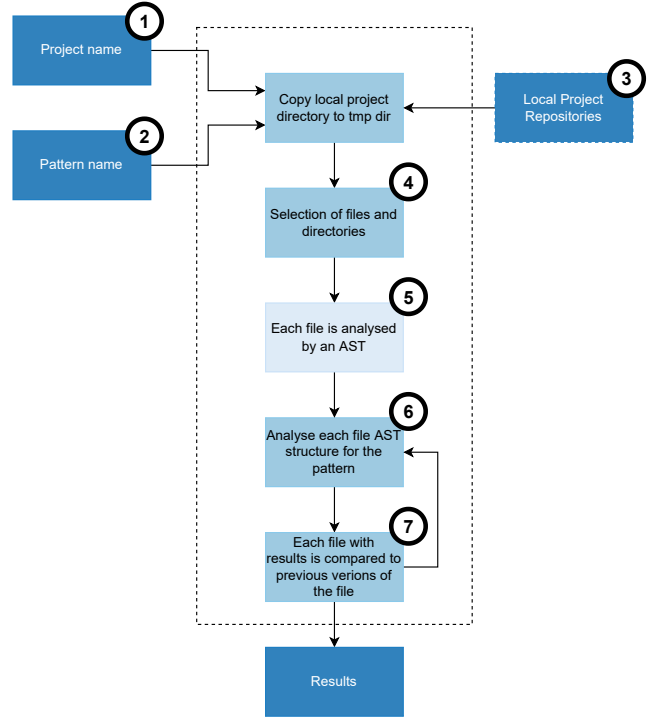 1
Project name
2
Pattern name
3
Local Project
Repositories
Copy local project
directory to tmp dir
4
Selection of files and
directories
5
Each file is analysed
by an AST
6
Analyse each file AST
structure for the
pattern
7
Each file with
results is compared to
previous verions of
the file
Results